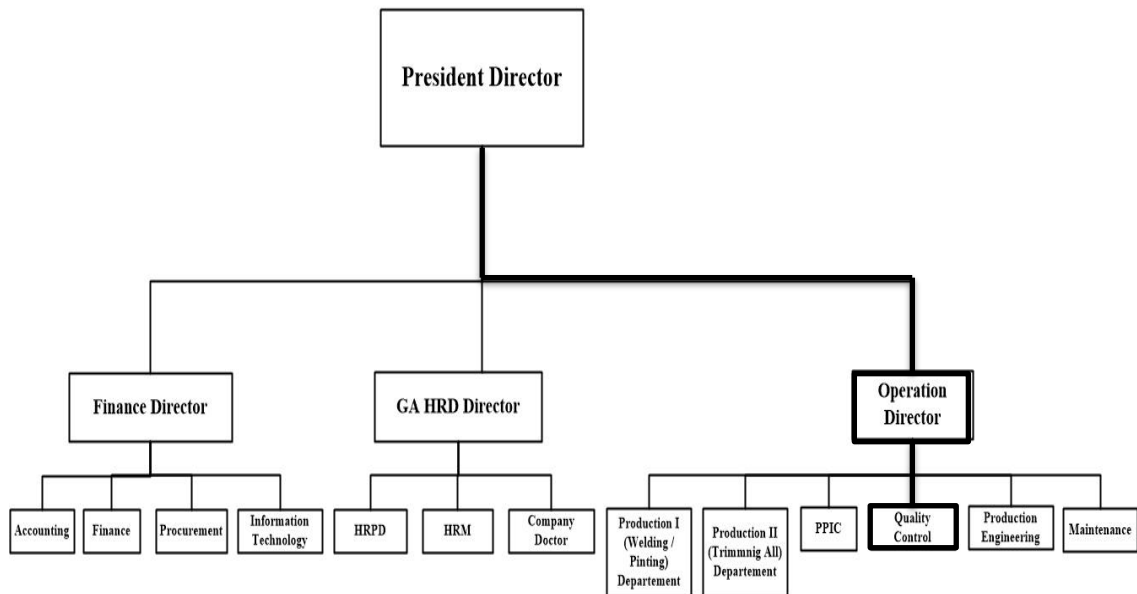 President Director
Finance Director
GA HRD Director
Operation
Director
Accounting
Finance
Procurement
Information
Technology
HRPD
HRM
Company
Doctor
Production I
(Welding /
Pinting)
Departement
Production II
(Trimmnig All)
Departement
PPIC
Quality
Control
Production
Engineering
Maintenance